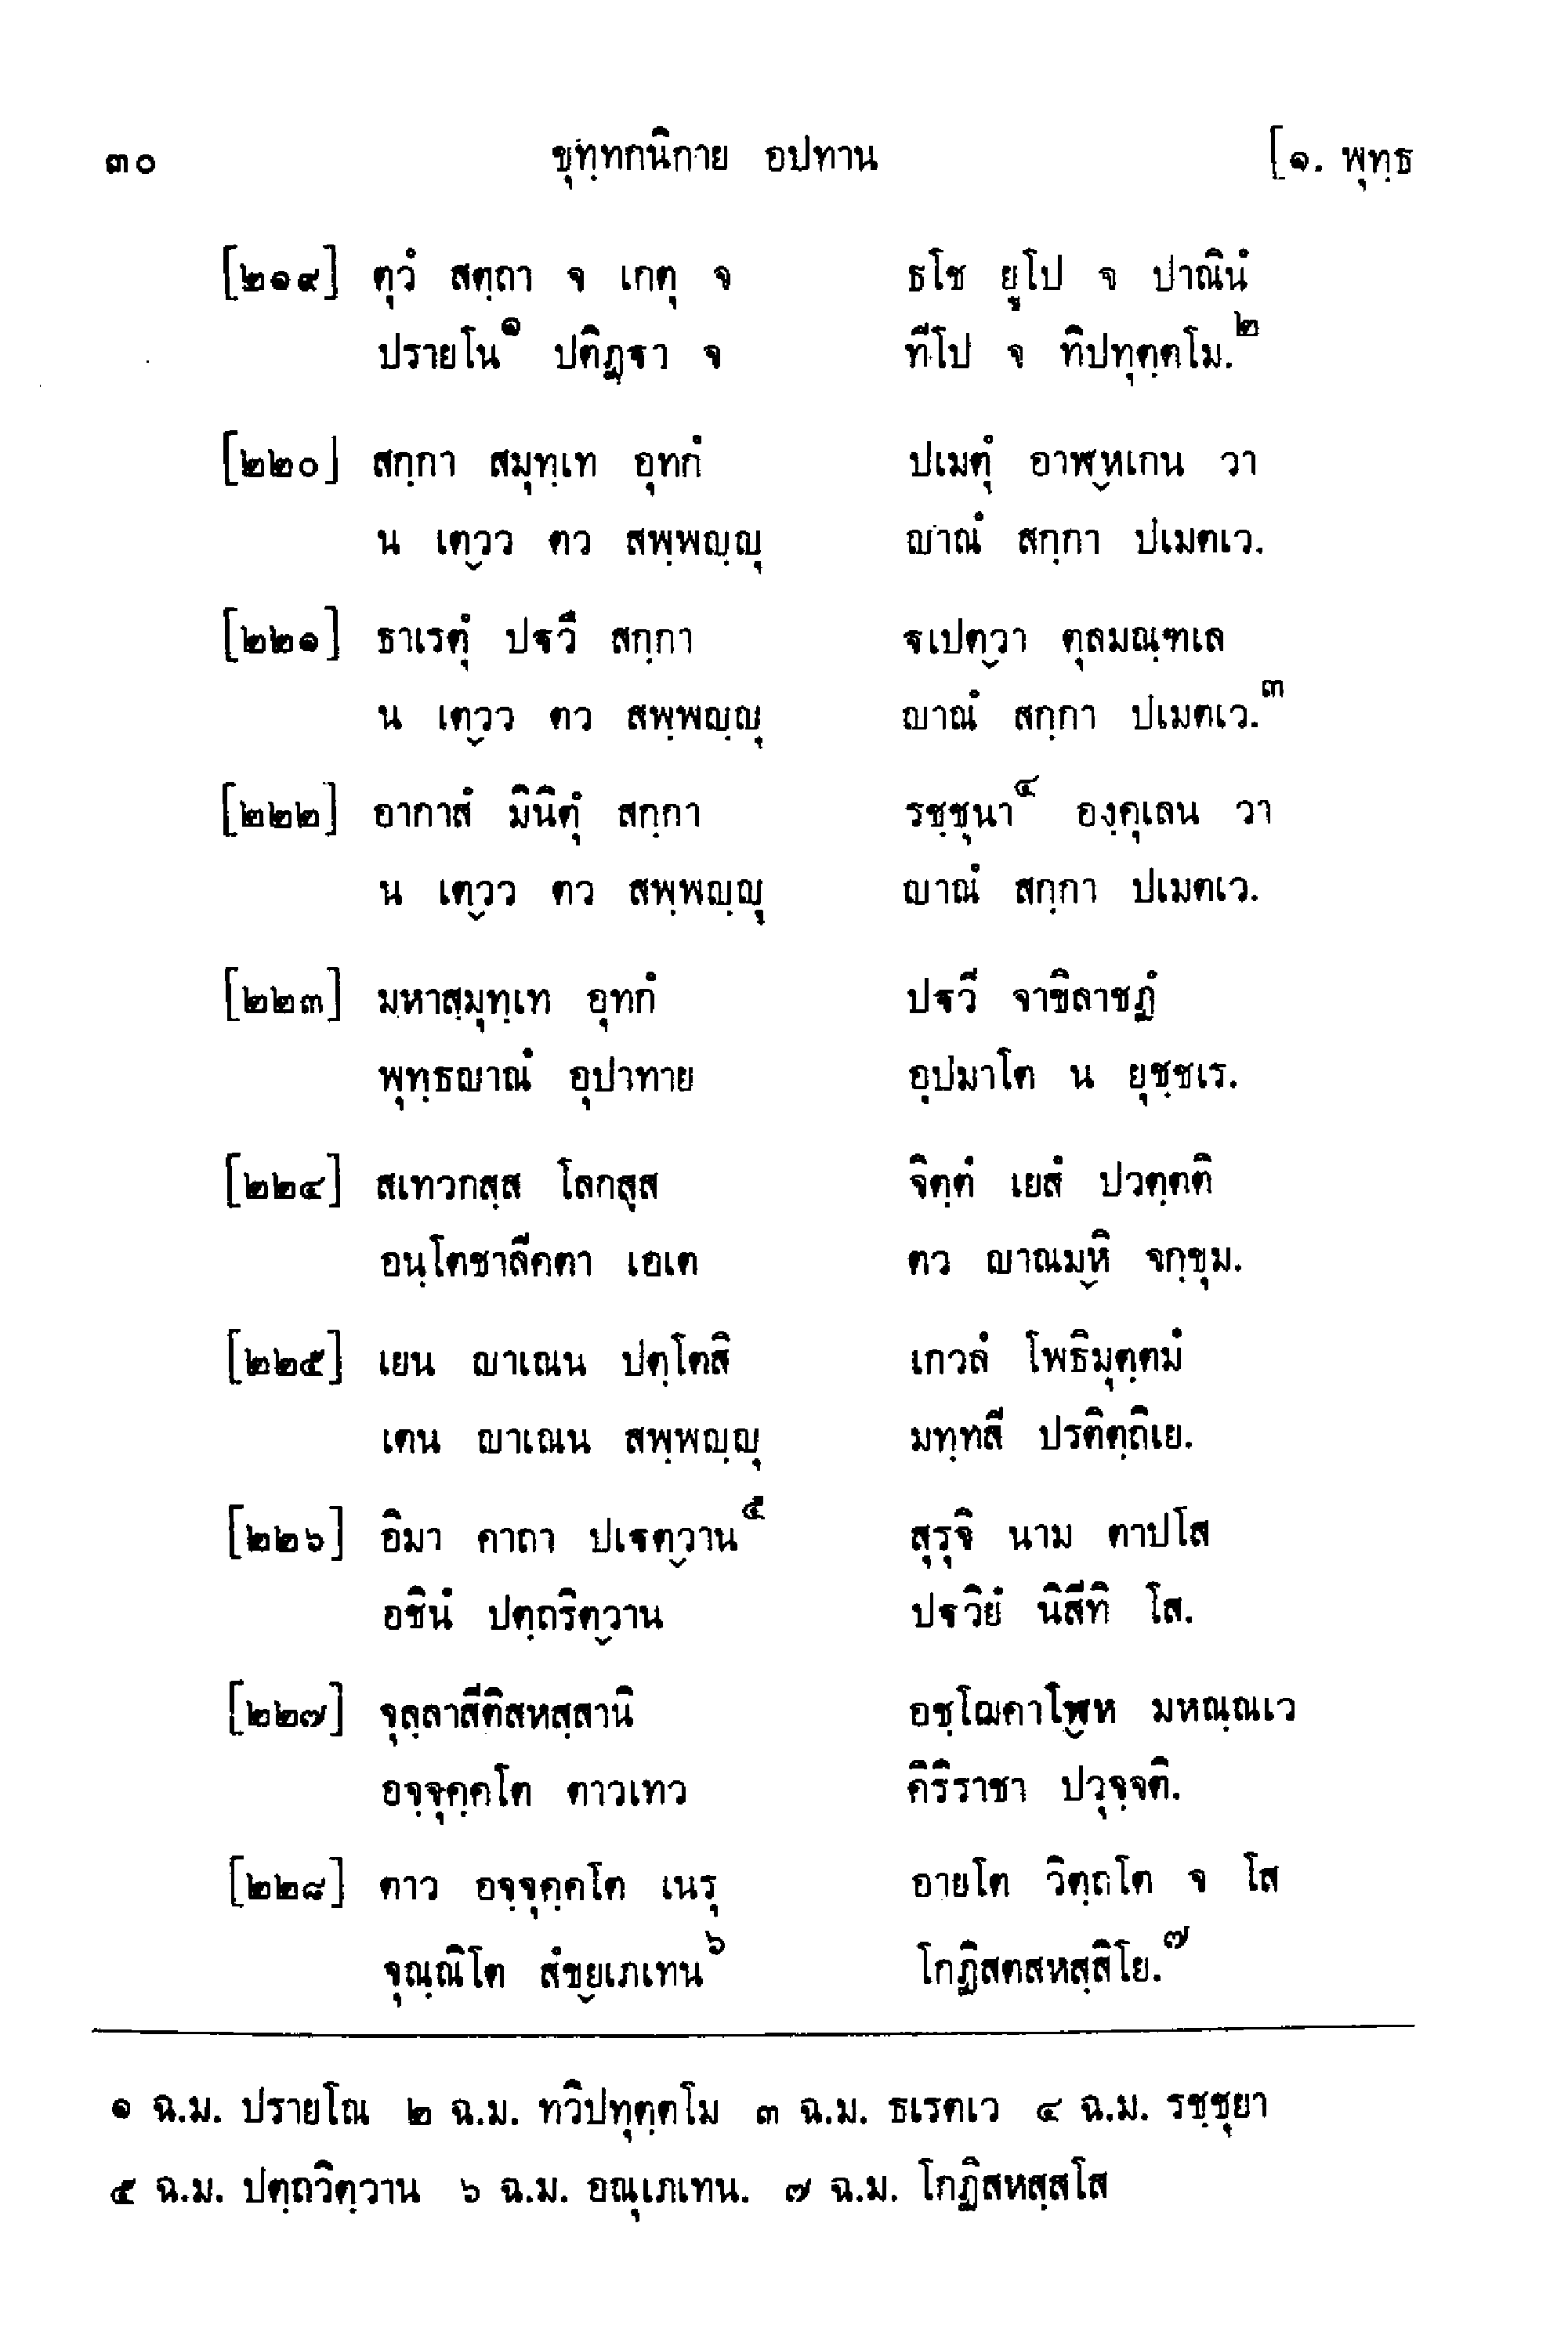 ๓๐ ขุทฺทกนิกาย อปทาน [๑. พุทฺธ
[๒๑๙] ตุวํ สตฺถา จ เกตุ จ ธโช ยูโป จ ปาณินํ
ปรายโน๑ ปติฏฺฐา จ ทีโป จ ทิปทุตฺตโม.๒
[๒๒๐] สกฺกา สมุทฺเท อุทกํ ปเมตุํ อาฬฺหเกน วา
น เตฺวว ตว สพฺพญฺญุ ญาณํ สกฺกา ปเมตเว.
[๒๒๑] ธาเรตุํ ปฐวึ สกฺกา ฐเปตฺวา ตุลมณฺฑเล
น เตฺวว ตว สพฺพญฺญุ ญาณํ สกฺกา ปเมตเว.๓
[๒๒๒] อากาสํ มินิตุํ สกฺกา รชฺชุนา๔ องฺคุเลน วา
น เตฺวว ตว สพฺพญฺญุ ญาณํ สกฺกา ปเมตเว.
[๒๒๓] มหาสมุทฺเท อุทกํ ปฐวี จาขิลาชฏํ
พุทฺธญาณํ อุปาทาย อุปมาโต น ยุชฺชเร.
[๒๒๔] สเทวกสฺส โลกสฺส จิตฺตํ เยสํ ปวตฺตติ
อนฺโตชาลีคตา เอเต ตว ญาณมฺหิ จกฺขุม.
[๒๒๕] เยน ญาเณน ปตฺโตสิ เกวลํ โพธิมุตฺตมํ
เตน ญาเณน สพฺพญฺญุ มทฺทสี ปรติตฺถิเย.
[๒๒๖] อิมา คาถา ปเฐตฺวาน๕ สุรุจิ นาม ตาปโส
อชินํ ปตฺถริตฺวาน ปฐวิยํ นิสีทิ โส.
[๒๒๗] จุลฺลาสีติสหสฺสานิ อชฺโฌคาโฬฺห มหณฺณเว
อจฺจุคฺคโต ตาวเทว คิริราชา ปวุจฺจติ.
[๒๒๘] ตาว อจฺจุคฺคโต เนรุ อายโต วิตฺถโต จ โส
จุณฺณิโต สํขฺยเภเทน๖ โกฏิสตสหสฺสิโย.๗
๑ ฉ.ม. ปรายโณ ๒ ฉ.ม. ทวิปทุตฺตโม ๓ ฉ.ม. ธเรตเว ๔ ฉ.ม. รชฺชุยา
๕ ฉ.ม. ปตฺถวิตฺวาน ๖ ฉ.ม. อณุเภเทน. ๗ ฉ.ม. โกฏิสหสฺสโส